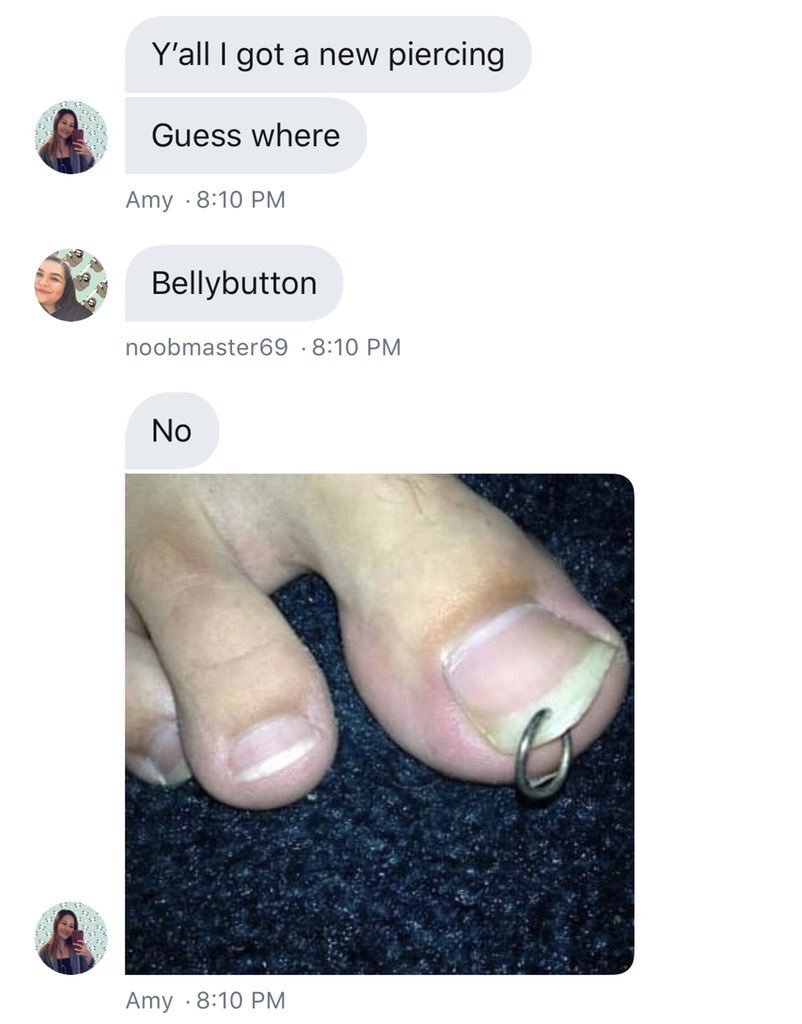 Y’all I got a new piercing
Guess where
Amy · 8:10 PM
Bellybutton
noobmaster69 · 8:10 PM
No
Amy · 8:10 PM